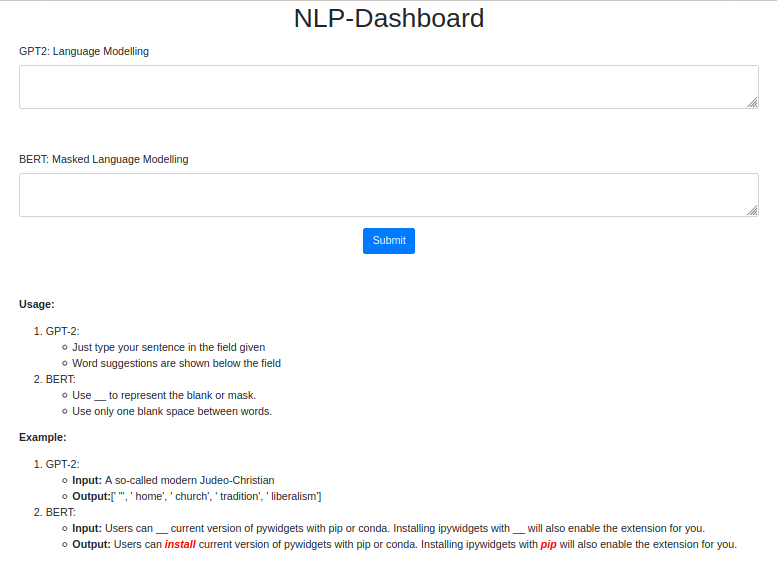 NLP-Dashboard
GPT2: Language Modelling
BERT: Masked Language Modelling
Submit
Usage:
1. GPT-2:
Just type your sentence in the field given
Word suggestions are shown below the field
2. BERT:
Use __ to represent the blank or mask.
Use only one blank space between words.
Example:
1. GPT-2:
Input: A so-called modern Judeo-Christian
Output:[' "', ' home', ' church', ' tradition', ' liberalism']
2. BERT:
Input: Users can __ current version of pywidgets with pip or conda. Installing ipywidgets with __ will also enable the extension for you.
Output: Users can install current version of pywidgets with pip or conda. Installing ipywidgets with pip will also enable the extension for you.